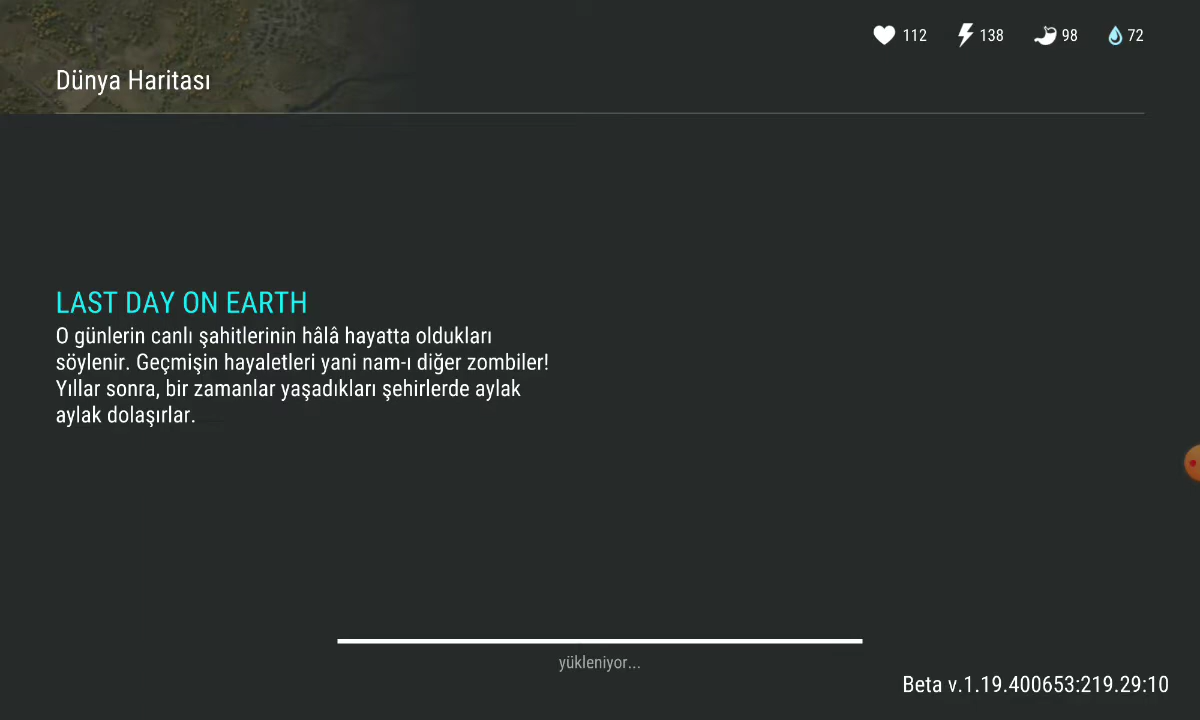 112 138 98 72
Dünya Haritası
LAST DAY ON EARTH
O günlerin canlı şahitlerinin hâlâ hayatta oldukları
söylenir. Geçmişin hayaletleri yani nam-ı diğer zombiler!
Yıllar sonra, bir zamanlar yaşadıkları şehirlerde aylak
aylak dolaşırlar.
yükleniyor...
Beta v.1.19.400653:219.29:10